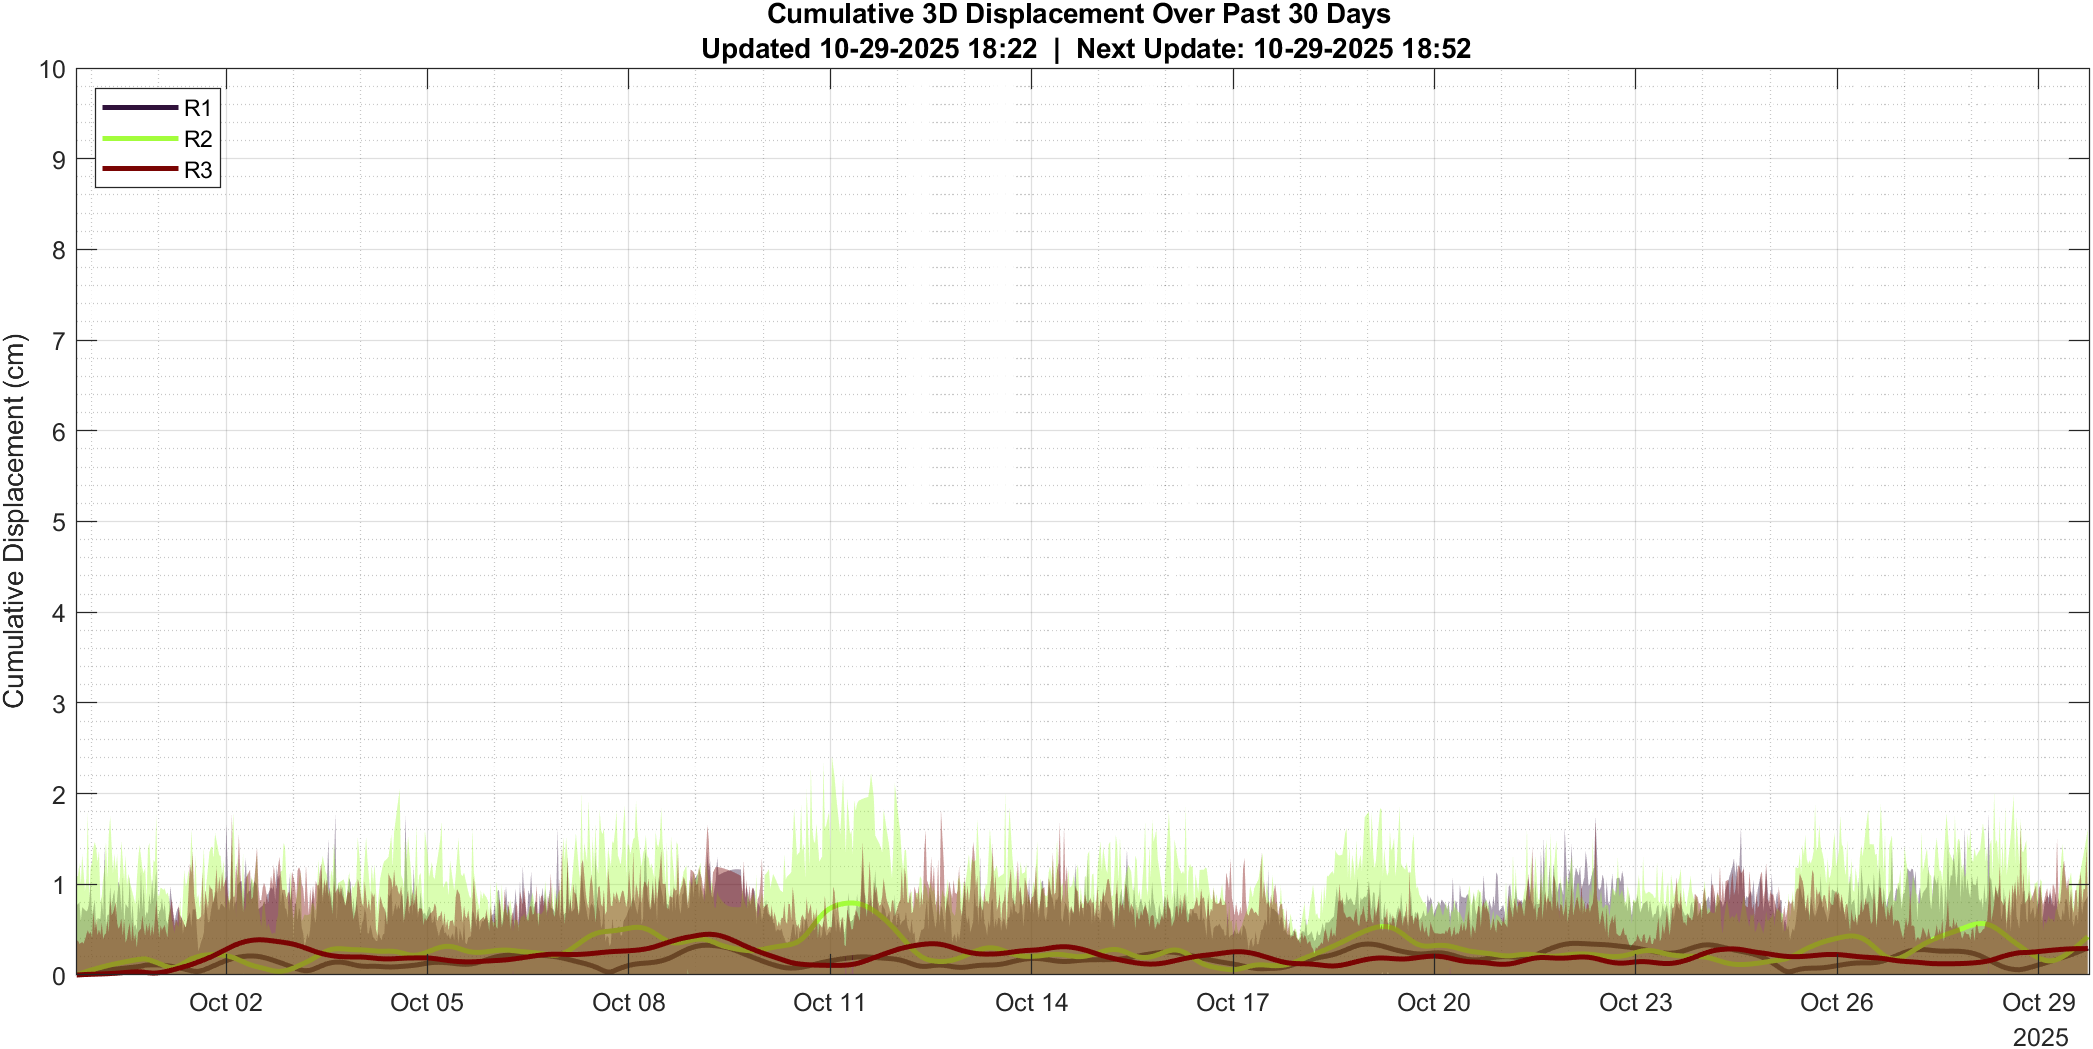 Cumulative 3D Displacement Over Past 30 Days
Updated 10-29-2025 18:22 | Next Update: 10-29-2025 18:52
R1
R2
R3
Cumulative Displacement (cm)
10
9
8
7
6
5
4
3
2
1
0
Oct 02 Oct 05 Oct 08 Oct 11 Oct 14 Oct 17 Oct 20 Oct 23 Oct 26 Oct 29
2025